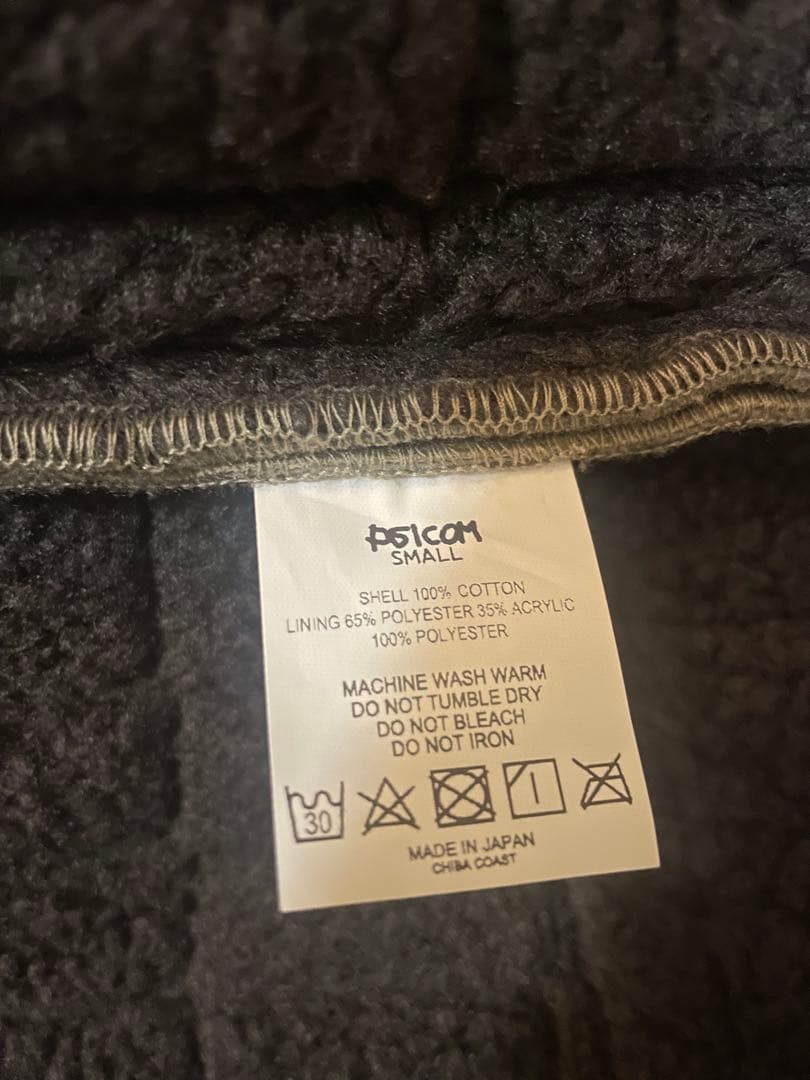 PSICOM
SMALL
SHELL 100% COTTON
LINING 65% POLYESTER 35% ACRYLIC
100% POLYESTER
MACHINE WASH WARM
DO NOT TUMBLE DRY
DO NOT BLEACH
DO NOT IRON
30
MADE IN JAPAN
CHIBA COAST